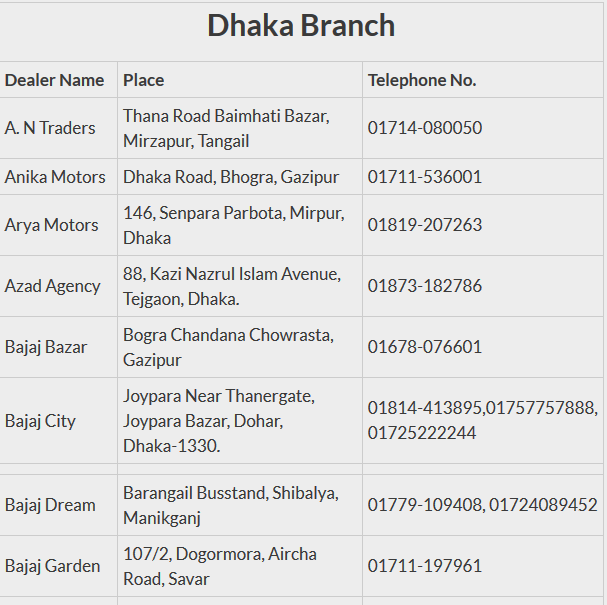 Dhaka Branch
Dealer Name Place Telephone No.
A. N Traders Thana Road Baimhati Bazar, Mirzapur, Tangail 01714-080050
Anika Motors Dhaka Road, Bhogra, Gazipur 01711-536001
Arya Motors 146, Senpara Parbota, Mirpur, Dhaka 01819-207263
Azad Agency 88, Kazi Nazrul Islam Avenue, Tejgaon, Dhaka. 01873-182786
Bajaj Bazar Bogra Chandana Chowrasta, Gazipur 01678-076601
Bajaj City Joypara Near Thanergate, Joypara Bazar, Dohar, Dhaka-1330. 01814-413895,01757757888, 01725222244
Bajaj Dream Barangail Busstand, Shibalya, Manikganj 01779-109408, 01724089452
Bajaj Garden 107/2, Dogormora, Aircha Road, Savar 01711-197961